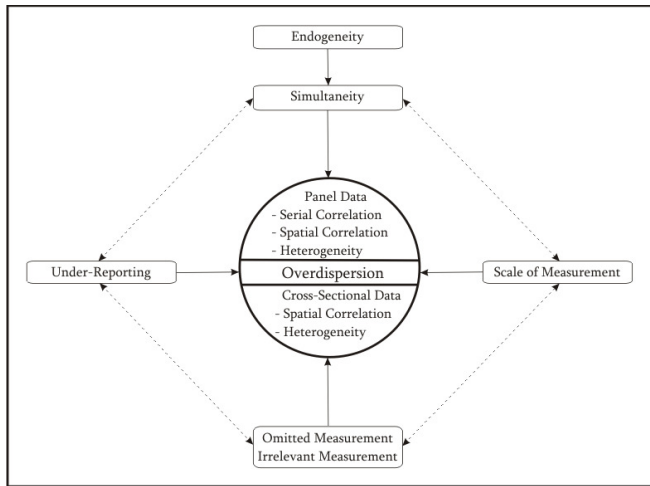 Endogeneity
Simultaneity
Panel Data
- Serial Correlation
- Spatial Correlation
- Heterogeneity
Under-Reporting
Overdispersion
Scale of Measurement
Cross-Sectional Data
- Spatial Correlation
- Heterogeneity
Omitted Measurement
Irrelevant Measurement